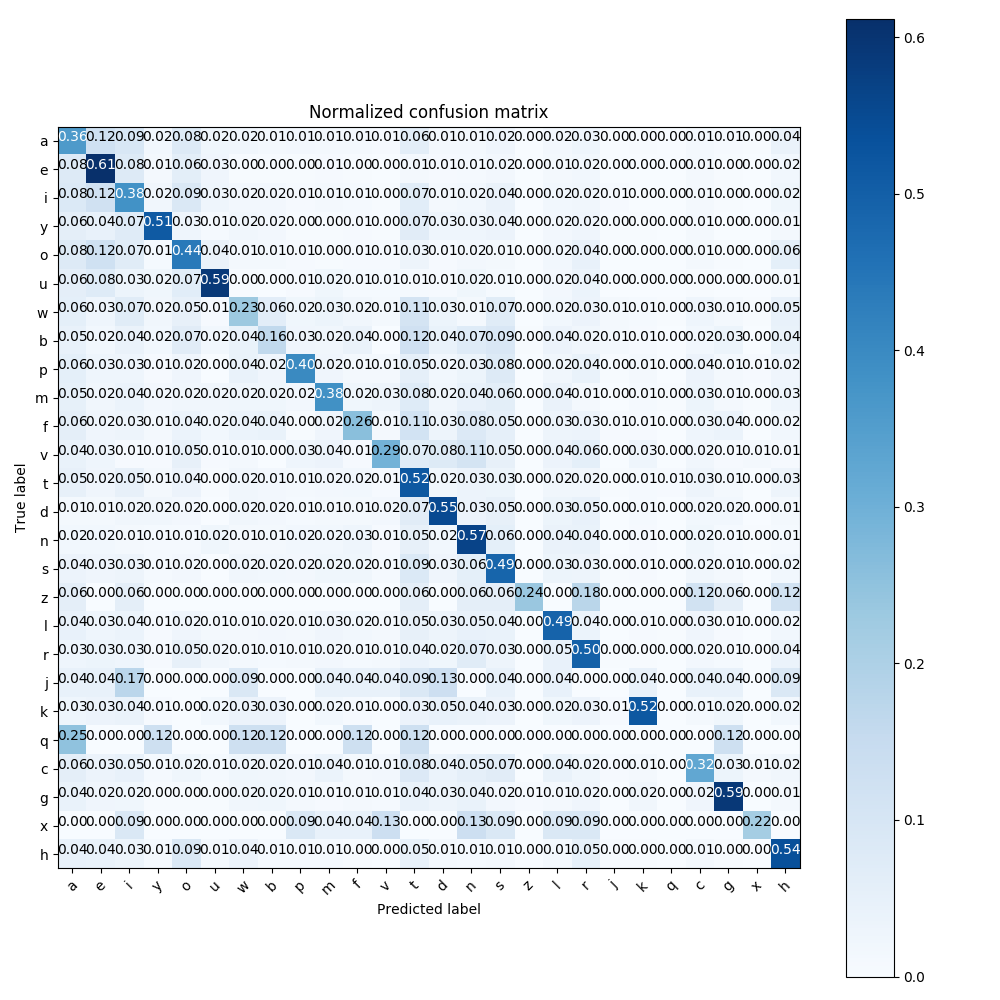 Normalized confusion matrix
a 0.36 0.12 0.09 0.02 0.08 0.02 0.02 0.01 0.01 0.01 0.01 0.01 0.06 0.01 0.01 0.02 0.00 0.02 0.03 0.00 0.00 0.00 0.01 0.01 0.00 0.04
e 0.08 0.61 0.08 0.01 0.06 0.03 0.00 0.00 0.00 0.01 0.00 0.00 0.01 0.01 0.01 0.02 0.00 0.01 0.02 0.00 0.00 0.00 0.01 0.00 0.00 0.02
i 0.08 0.12 0.38 0.02 0.09 0.03 0.02 0.02 0.01 0.01 0.01 0.00 0.07 0.01 0.02 0.04 0.00 0.02 0.02 0.00 0.01 0.00 0.01 0.00 0.00 0.02
y 0.06 0.04 0.07 0.51 0.03 0.01 0.02 0.02 0.01 0.00 0.01 0.00 0.07 0.03 0.03 0.04 0.00 0.02 0.02 0.00 0.00 0.00 0.02 0.00 0.00 0.01
o 0.08 0.12 0.07 0.01 0.44 0.04 0.01 0.01 0.01 0.00 0.01 0.01 0.03 0.01 0.02 0.01 0.00 0.01 0.04 0.00 0.00 0.00 0.01 0.01 0.00 0.06
u 0.06 0.08 0.03 0.02 0.07 0.59 0.00 0.00 0.01 0.02 0.01 0.01 0.01 0.01 0.02 0.01 0.00 0.02 0.01 0.00 0.00 0.00 0.00 0.00 0.00 0.01
w 0.06 0.03 0.07 0.02 0.05 0.01 0.23 0.06 0.02 0.03 0.02 0.01 0.11 0.03 0.01 0.07 0.00 0.02 0.03 0.01 0.00 0.00 0.03 0.01 0.00 0.05
b 0.05 0.02 0.04 0.02 0.07 0.02 0.04 0.16 0.03 0.02 0.04 0.00 0.12 0.04 0.07 0.09 0.00 0.04 0.02 0.01 0.01 0.00 0.02 0.03 0.00 0.04
p 0.06 0.03 0.03 0.01 0.02 0.00 0.04 0.02 0.40 0.02 0.01 0.01 0.05 0.02 0.03 0.08 0.00 0.02 0.04 0.00 0.01 0.00 0.04 0.01 0.01 0.02
m 0.05 0.02 0.04 0.02 0.02 0.01 0.02 0.02 0.02 0.38 0.02 0.03 0.08 0.02 0.04 0.06 0.00 0.04 0.01 0.00 0.01 0.00 0.03 0.01 0.00 0.03
f 0.06 0.02 0.03 0.01 0.04 0.02 0.04 0.04 0.00 0.02 0.26 0.01 0.11 0.03 0.08 0.05 0.00 0.03 0.02 0.01 0.01 0.00 0.03 0.04 0.00 0.02
v 0.04 0.03 0.01 0.01 0.05 0.01 0.01 0.00 0.03 0.04 0.01 0.29 0.07 0.08 0.11 0.05 0.00 0.04 0.06 0.00 0.03 0.00 0.02 0.01 0.01 0.01
t 0.05 0.02 0.05 0.01 0.04 0.00 0.02 0.01 0.01 0.02 0.02 0.01 0.52 0.02 0.03 0.03 0.00 0.02 0.02 0.00 0.01 0.01 0.03 0.01 0.00 0.03
d 0.01 0.01 0.02 0.02 0.02 0.00 0.02 0.02 0.01 0.01 0.01 0.02 0.07 0.55 0.03 0.05 0.00 0.03 0.05 0.00 0.01 0.00 0.02 0.02 0.00 0.01
n 0.02 0.02 0.01 0.01 0.02 0.01 0.01 0.01 0.02 0.02 0.03 0.01 0.05 0.02 0.57 0.06 0.00 0.04 0.04 0.00 0.01 0.00 0.02 0.01 0.00 0.01
s 0.04 0.02 0.03 0.01 0.02 0.00 0.02 0.02 0.02 0.02 0.02 0.01 0.09 0.03 0.06 0.49 0.00 0.03 0.03 0.00 0.01 0.00 0.02 0.01 0.00 0.02
z 0.06 0.00 0.06 0.00 0.00 0.00 0.00 0.00 0.00 0.00 0.00 0.00 0.06 0.00 0.06 0.06 0.24 0.00 0.18 0.00 0.00 0.00 0.12 0.06 0.00 0.12
l 0.04 0.03 0.04 0.01 0.02 0.01 0.01 0.02 0.01 0.03 0.02 0.01 0.05 0.03 0.05 0.04 0.00 0.49 0.04 0.00 0.01 0.00 0.03 0.01 0.00 0.02
r 0.03 0.03 0.03 0.01 0.05 0.02 0.01 0.01 0.02 0.01 0.01 0.01 0.04 0.02 0.07 0.03 0.00 0.05 0.50 0.00 0.00 0.00 0.02 0.01 0.00 0.04
j 0.04 0.04 0.17 0.00 0.00 0.00 0.09 0.00 0.00 0.04 0.04 0.04 0.09 0.13 0.00 0.04 0.00 0.04 0.00 0.00 0.04 0.00 0.04 0.04 0.00 0.09
k 0.03 0.03 0.04 0.01 0.02 0.00 0.03 0.03 0.00 0.02 0.01 0.00 0.03 0.05 0.04 0.03 0.00 0.02 0.03 0.01 0.52 0.00 0.01 0.02 0.00 0.02
q 0.25 0.00 0.00 0.12 0.00 0.00 0.12 0.12 0.00 0.00 0.12 0.00 0.12 0.00 0.00 0.00 0.00 0.00 0.00 0.00 0.00 0.00 0.00 0.12 0.00 0.00
c 0.06 0.03 0.05 0.01 0.02 0.01 0.02 0.02 0.01 0.04 0.01 0.01 0.08 0.04 0.05 0.07 0.00 0.04 0.02 0.00 0.01 0.00 0.32 0.03 0.01 0.02
g 0.04 0.02 0.02 0.00 0.00 0.00 0.02 0.02 0.01 0.02 0.01 0.01 0.04 0.03 0.04 0.02 0.01 0.02 0.01 0.00 0.02 0.00 0.02 0.59 0.00 0.01
x 0.00 0.00 0.09 0.00 0.00 0.00 0.00 0.00 0.09 0.04 0.04 0.13 0.00 0.00 0.13 0.09 0.00 0.09 0.09 0.00 0.00 0.00 0.00 0.00 0.22 0.00
h 0.04 0.04 0.03 0.01 0.09 0.01 0.04 0.01 0.02 0.01 0.00 0.00 0.05 0.01 0.01 0.01 0.00 0.01 0.05 0.00 0.01 0.00 0.01 0.00 0.00 0.54
a e i y o u w b p m f v t d n s z l r j k q c g x h
True label
Predicted label
0.6
0.5
0.4
0.3
0.2
0.1
0.0